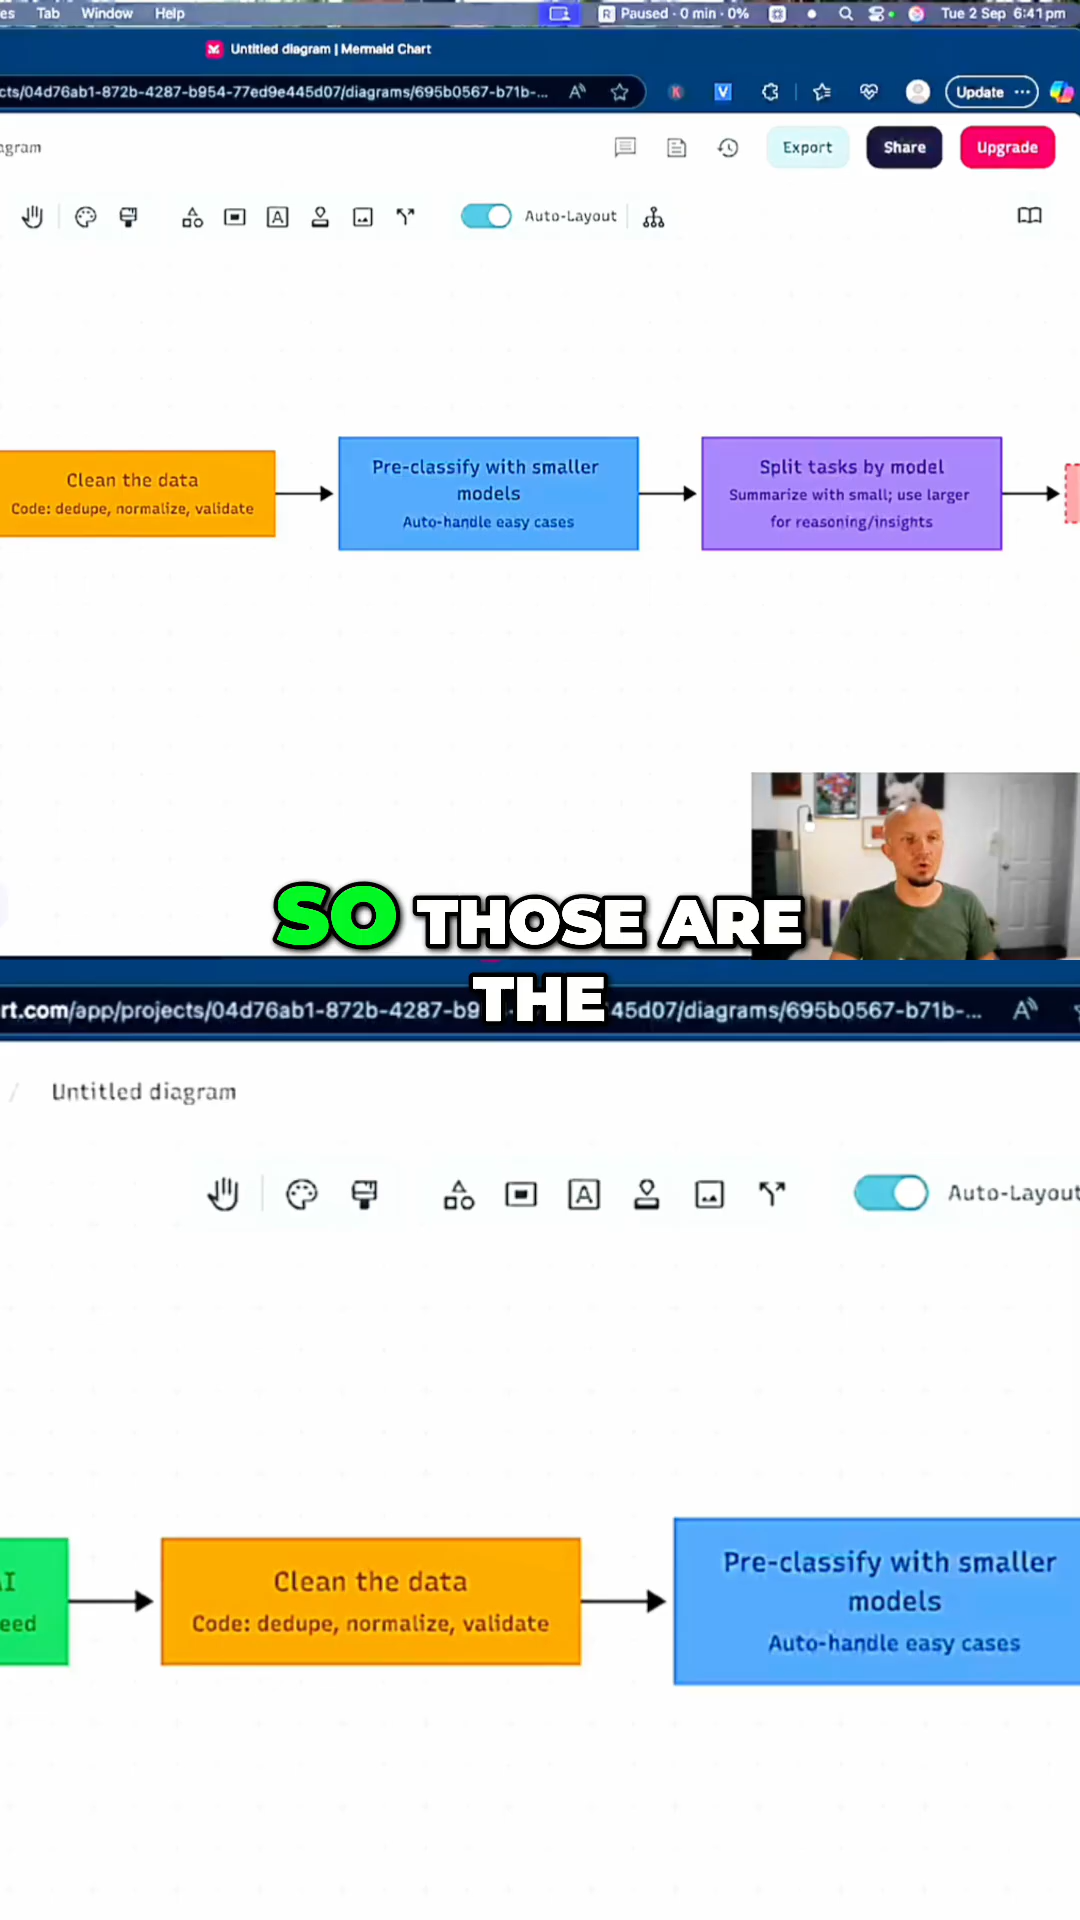 es Tab Window Help Paused · 0 min · 0% Tue 2 Sep 6:41 pm
Untitled diagram | Mermaid Chart
cts/04d76ab1-872b-4287-b954-77ed9e445d07/diagrams/695b0567-b71b-... Update
agram Export Share Upgrade
Auto-Layout
Clean the data
Code: dedupe, normalize, validate
Pre-classify with smaller
models
Auto-handle easy cases
Split tasks by model
Summarize with small; use larger
for reasoning/insights
SO THOSE ARE
THE
rt.com/app/projects/04d76ab1-872b-4287-b9 45d07/diagrams/695b0567-b71b-...
/ Untitled diagram
Auto-Layout
AI
eed
Clean the data
Code: dedupe, normalize, validate
Pre-classify with smaller
models
Auto-handle easy cases